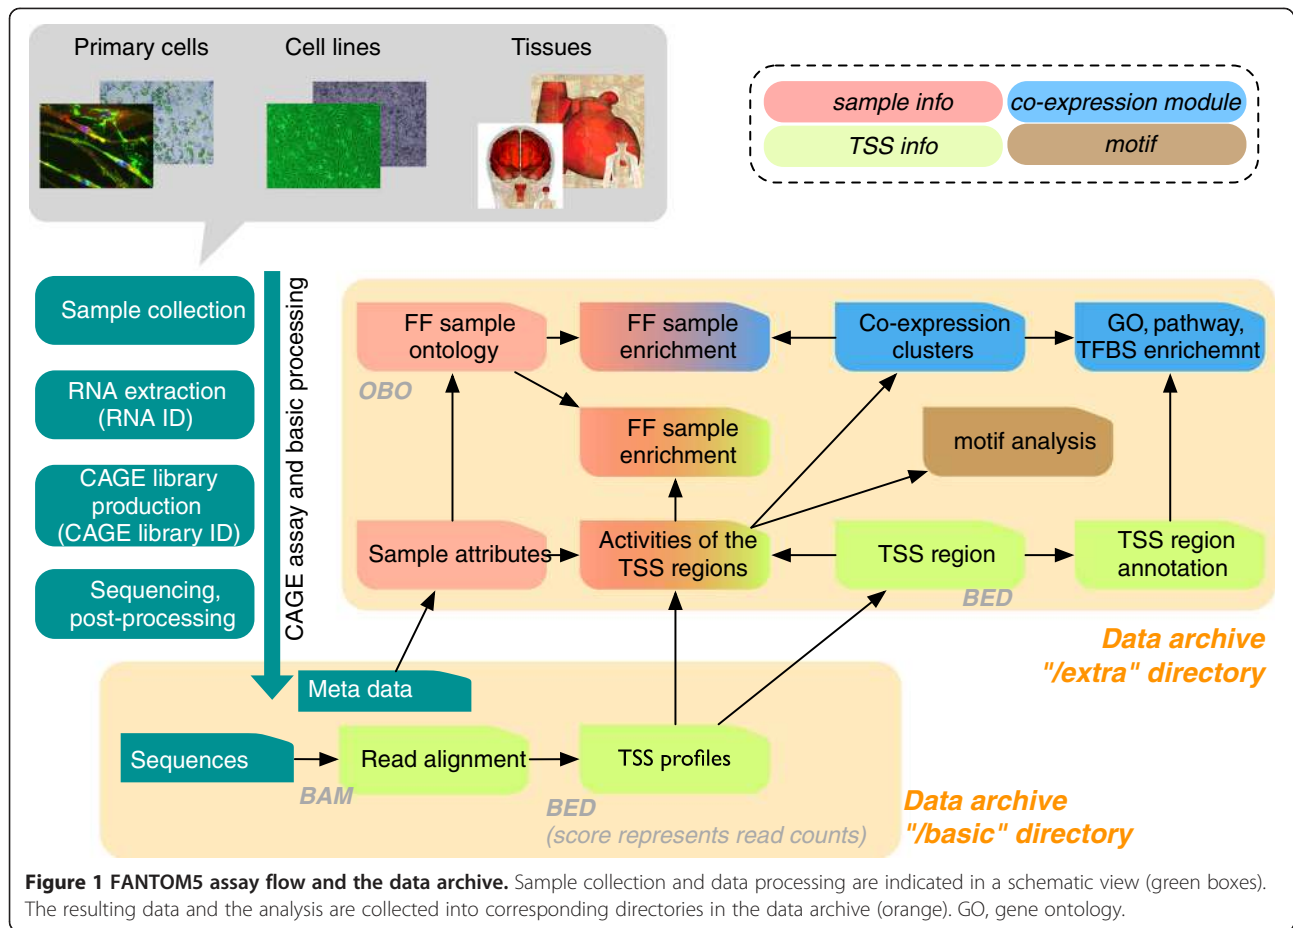 Primary cells
Cell lines
Tissues
sample info
co-expression module
TSS info
motif
Sample collection
RNA extraction
(RNA ID)
CAGE library
production
(CAGE library ID)
Sequencing,
post-processing
CAGE assay and basic processing
FF sample
ontology
OBO
FF sample
enrichment
Co-expression
clusters
GO, pathway,
TFBS enrichemnt
FF sample
enrichment
motif analysis
Sample attributes
Activities of the
TSS regions
TSS region
BED
TSS region
annotation
Data archive
"/extra" directory
Meta data
Sequences
BAM
Read alignment
BED
(score represents read counts)
TSS profiles
Data archive
"/basic" directory
Figure 1 FANTOM5 assay flow and the data archive. Sample collection and data processing are indicated in a schematic view (green boxes).
The resulting data and the analysis are collected into corresponding directories in the data archive (orange). GO, gene ontology.